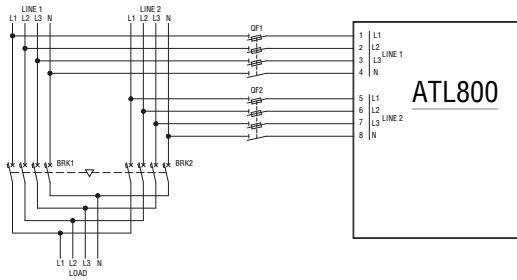 LINE 1
L1 L2 L3 N
LINE 2
L1 L2 L3 N
QF1
1 L1
2 L2
3 L3
4 N
LINE 1
QF2
5 L1
6 L2
7 L3
8 N
LINE 2
ATL800
BRK1
BRK2
L1 L2 L3 N
LOAD